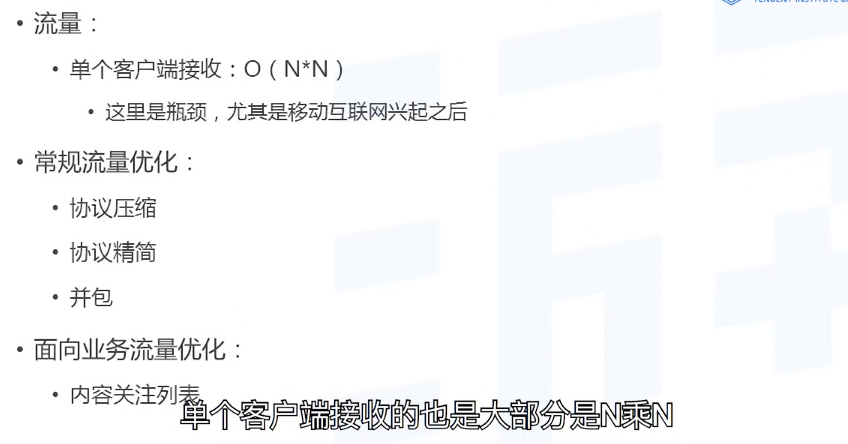 TENCENT INSTITUTE OF
• 流量：
• 单个客户端接收：O（N*N）
• 这里是瓶颈，尤其是移动互联网兴起之后
• 常规流量优化：
• 协议压缩
• 协议精简
• 并包
• 面向业务流量优化：
• 内容关注列表
单个客户端接收的也是大部分是N乘N